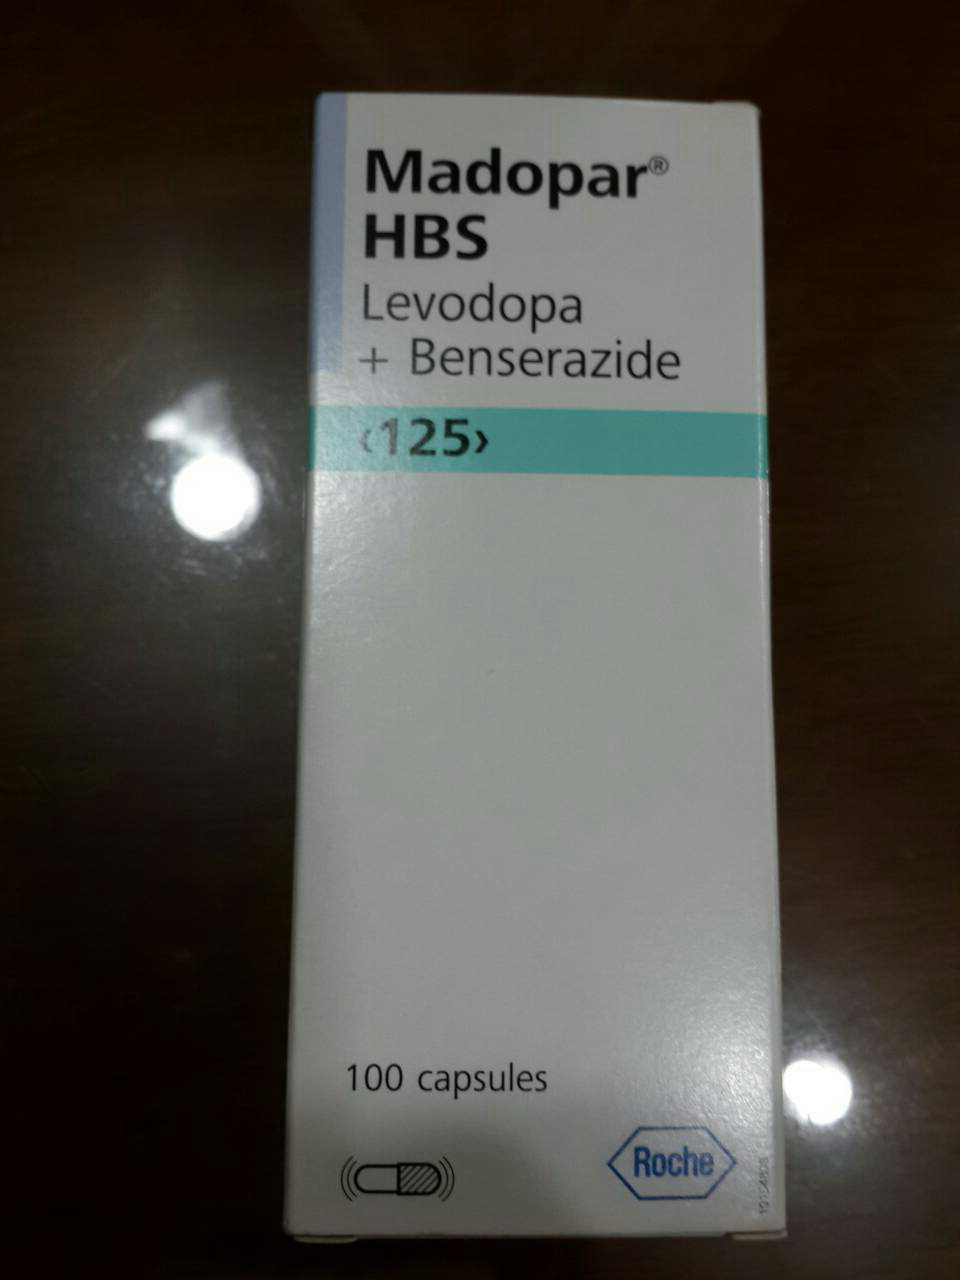 Madopar®
HBS
Levodopa
+ Benserazide
‹125›
100 capsules
Roche